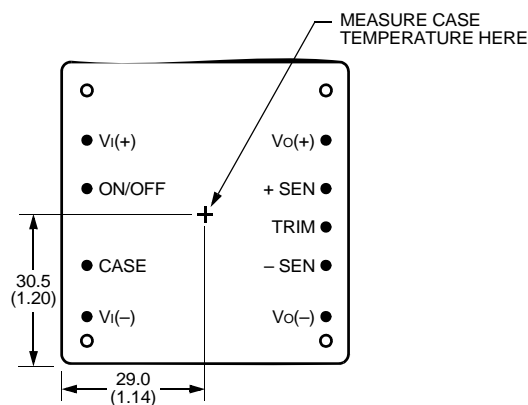 MEASURE CASE
TEMPERATURE HERE
VI(+)
VO(+)
ON/OFF
+ SEN
TRIM
CASE
– SEN
30.5
(1.20)
VI(–)
VO(–)
29.0
(1.14)